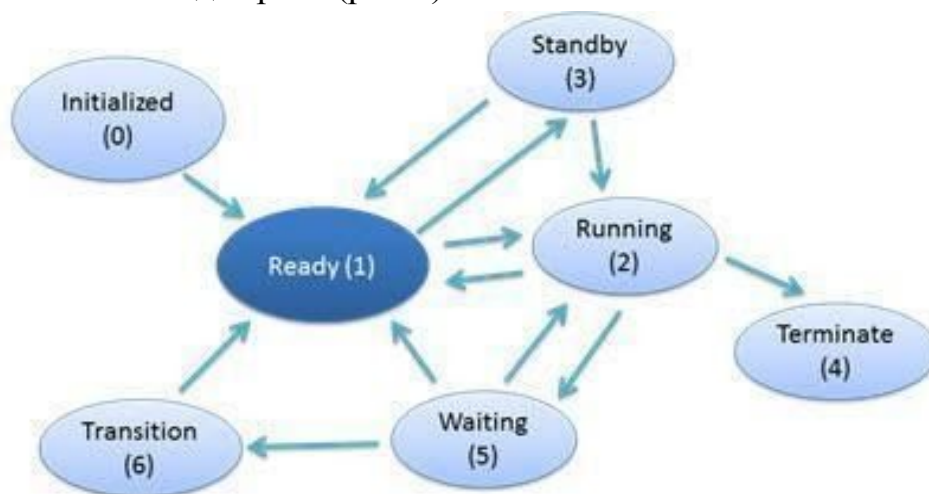 Standby
(3)
Initialized
(0)
Running
(2)
Ready (1)
Terminate
(4)
Waiting
(5)
Transition
(6)